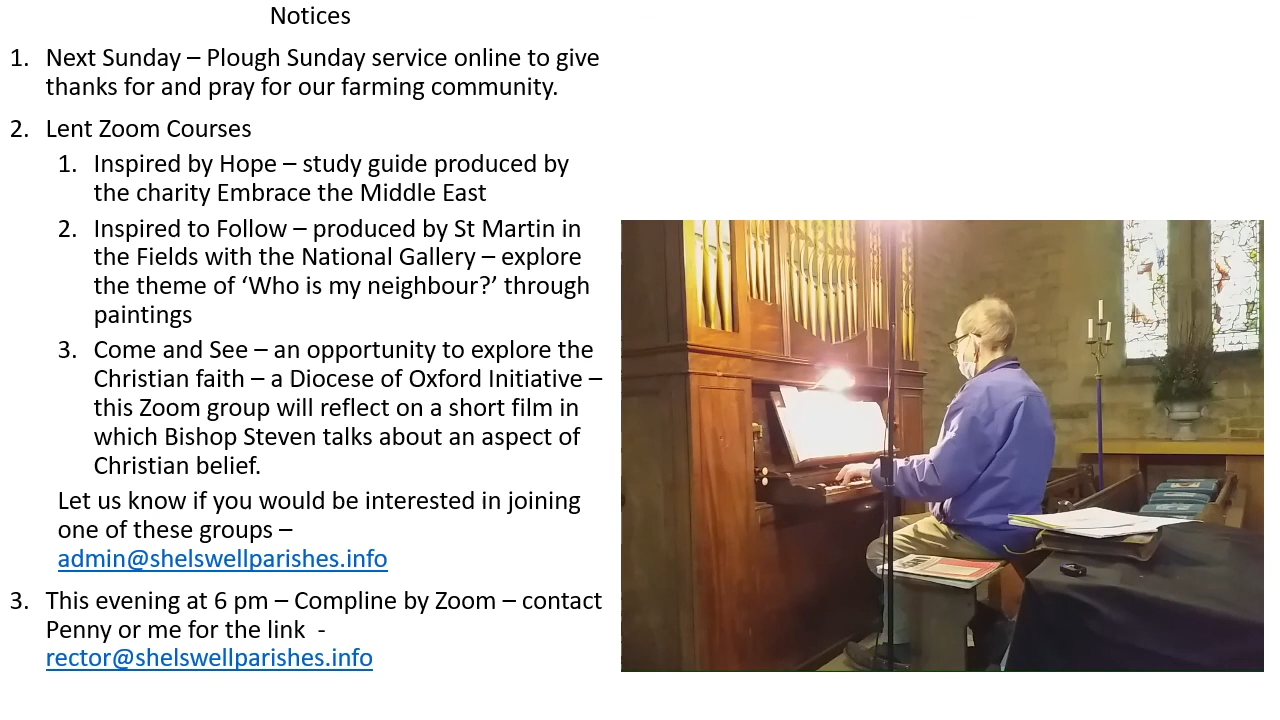 Notices
1. Next Sunday – Plough Sunday service online to give
thanks for and pray for our farming community.
2. Lent Zoom Courses
1. Inspired by Hope – study guide produced by
the charity Embrace the Middle East
2. Inspired to Follow – produced by St Martin in
the Fields with the National Gallery – explore
the theme of ‘Who is my neighbour?’ through
paintings
3. Come and See – an opportunity to explore the
Christian faith – a Diocese of Oxford Initiative –
this Zoom group will reflect on a short film in
which Bishop Steven talks about an aspect of
Christian belief.
Let us know if you would be interested in joining
one of these groups –
admin@shelswellparishes.info
3. This evening at 6 pm – Compline by Zoom – contact
Penny or me for the link  -
rector@shelswellparishes.info